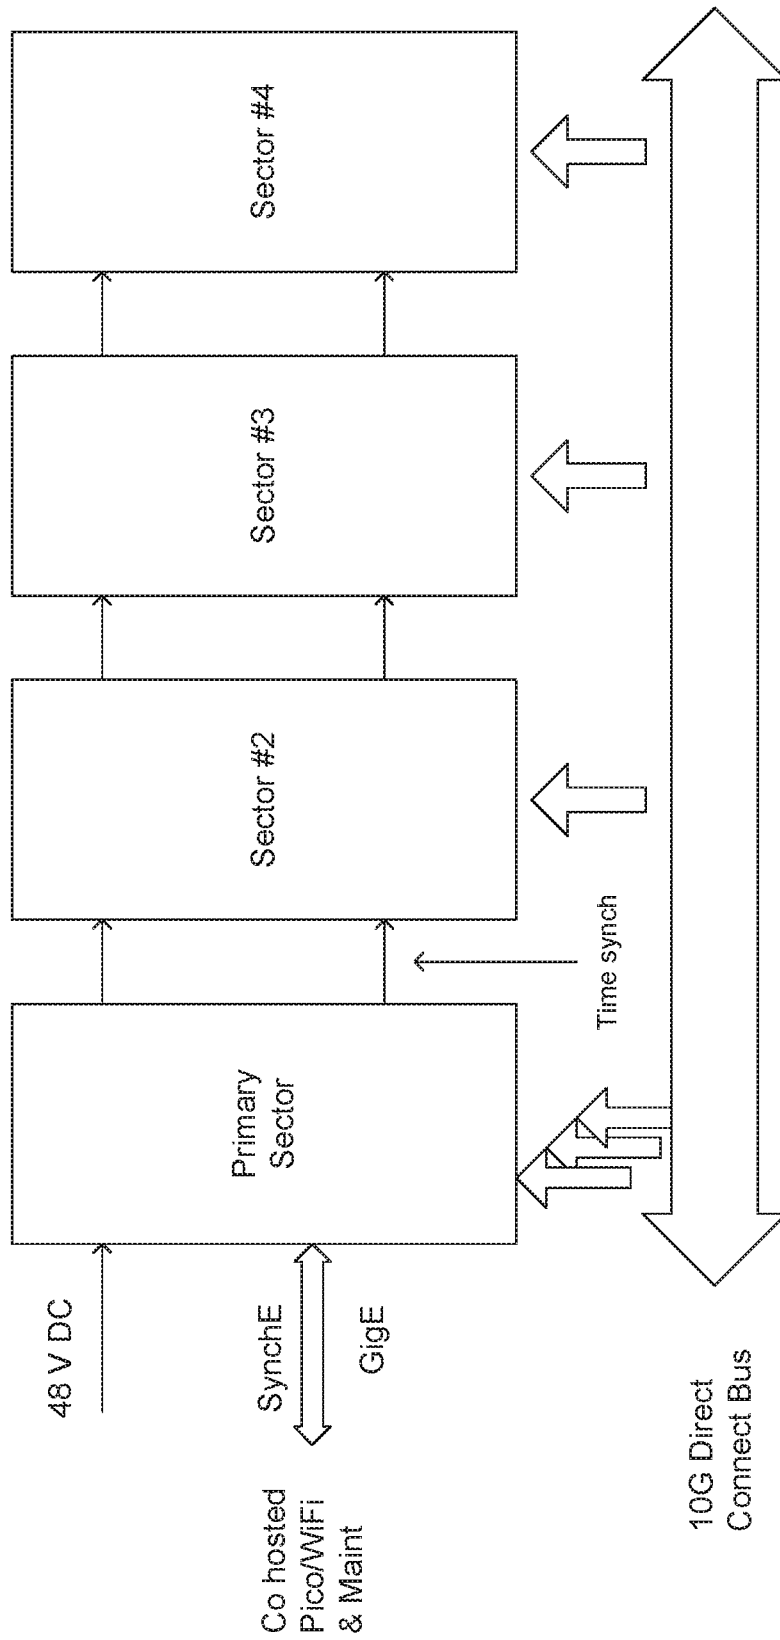 48 V DC
SynchE
GigE
Co hosted
Pico/WiFi
& Maint
Primary
Sector
Time synch
Sector #2
Sector #3
Sector #4
10G Direct
Connect Bus